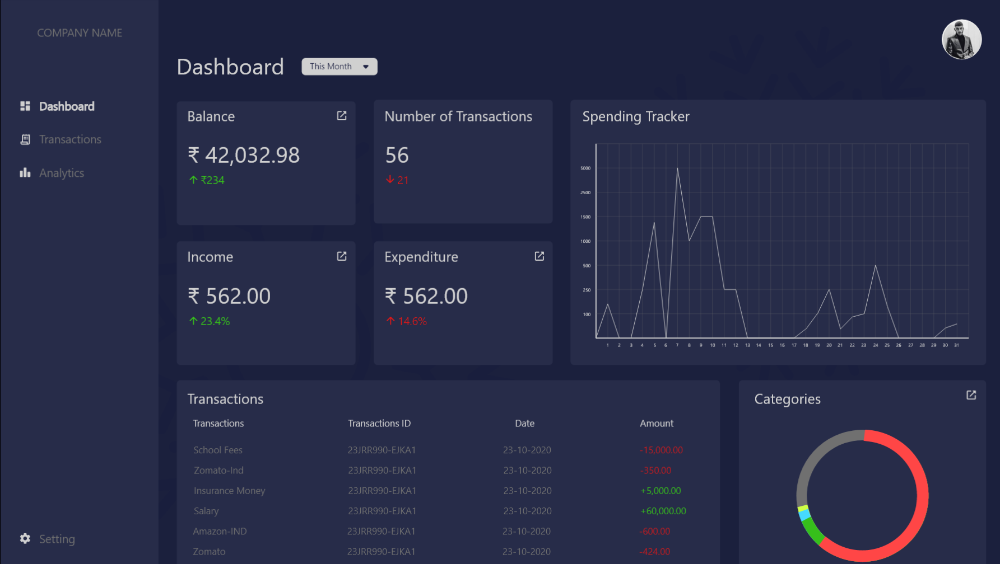 COMPANY NAME
Dashboard
Transactions
Analytics
Setting
Dashboard
This Month
Balance
₹ 42,032.98
₹234
Number of Transactions
56
21
Income
₹ 562.00
23.4%
Expenditure
₹ 562.00
14.6%
Spending Tracker
5000
2500
1500
1000
500
250
100
1 2 3 4 5 6 7 8 9 10 11 12 13 14 15 16 17 18 19 20 21 22 23 24 25 26 27 28 29 30 31
Transactions
Transactions Transactions ID Date Amount
School Fees 23JRR990-EJKA1 23-10-2020 -15,000.00
Zomato-Ind 23JRR990-EJKA1 23-10-2020 -350.00
Insurance Money 23JRR990-EJKA1 23-10-2020 +5,000.00
Salary 23JRR990-EJKA1 23-10-2020 +60,000.00
Amazon-IND 23JRR990-EJKA1 23-10-2020 -600.00
Zomato 23JRR990-EJKA1 23-10-2020 -424.00
Categories